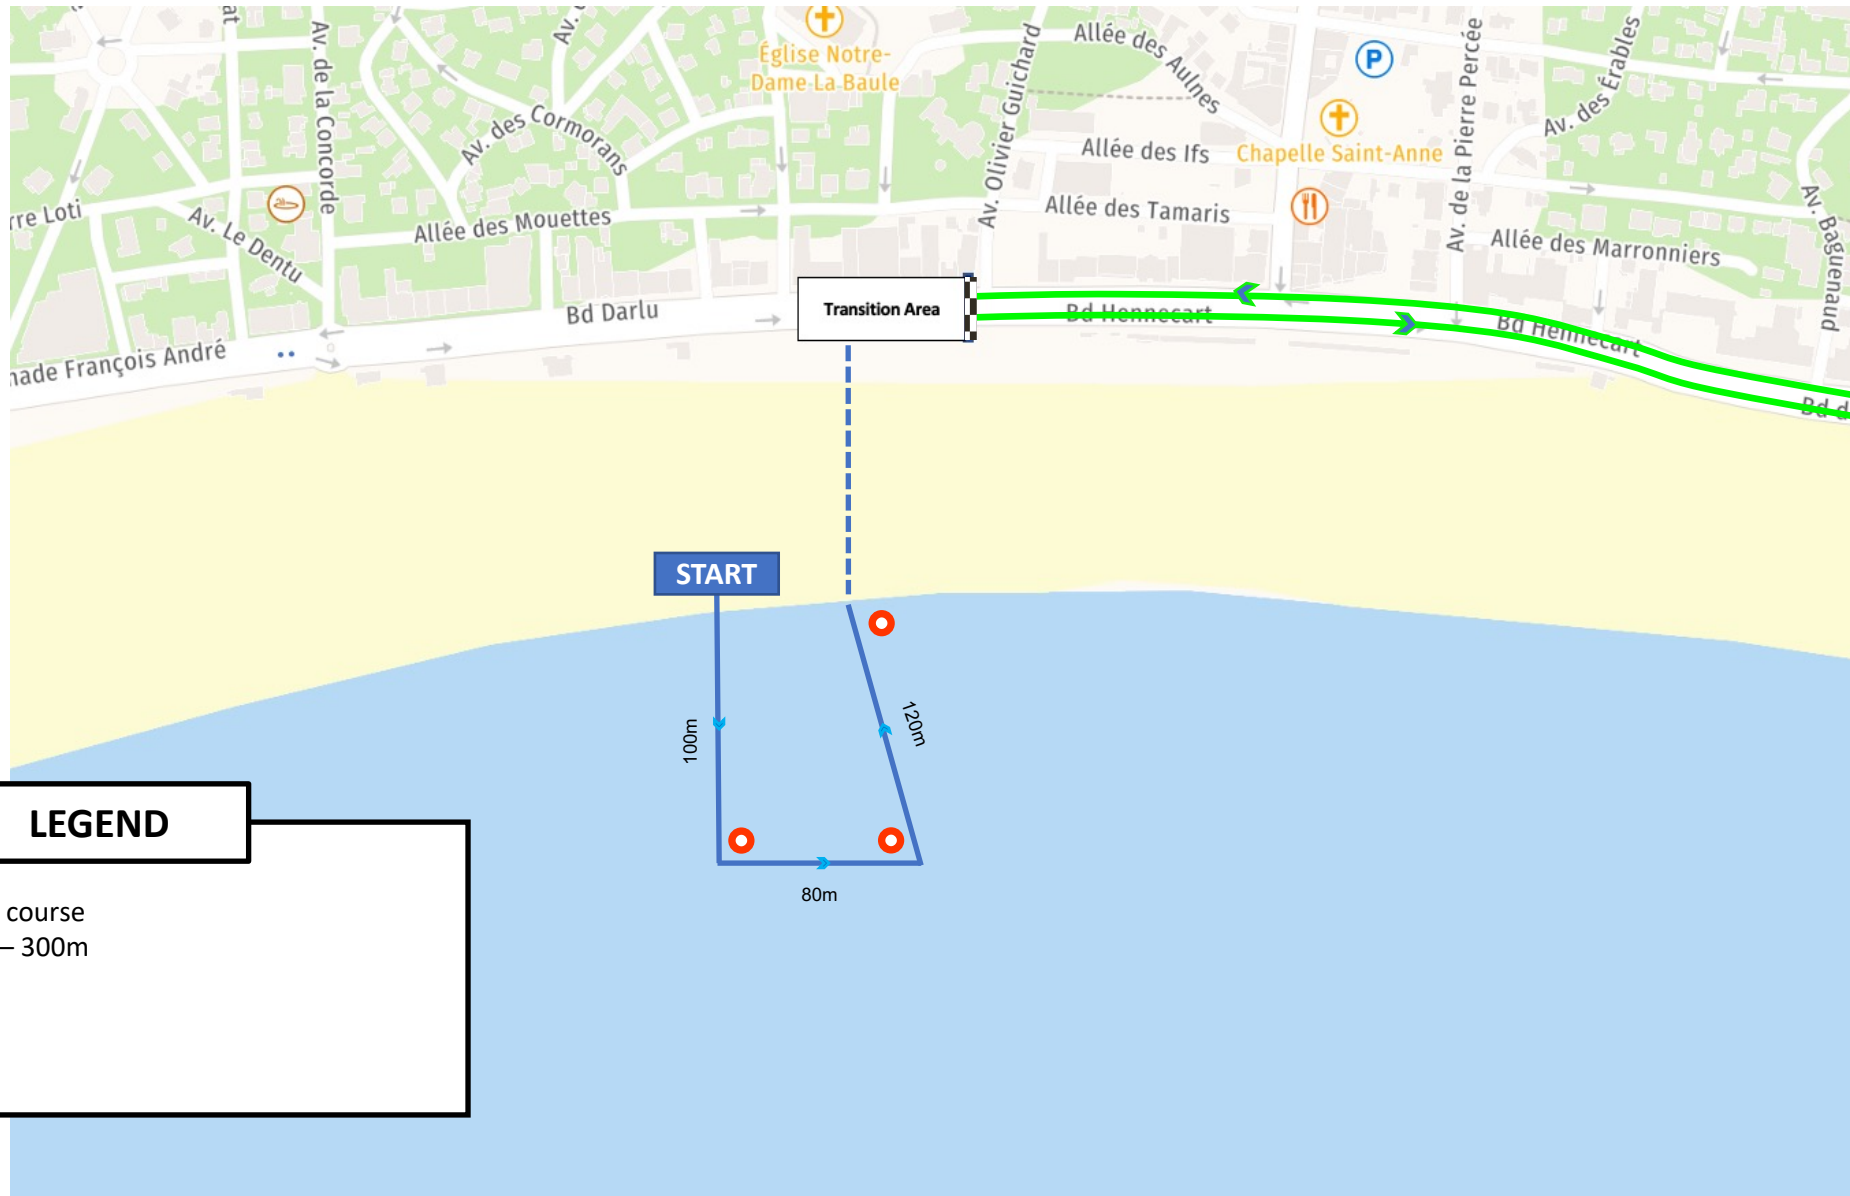 Av. de la Concorde
Église Notre-
Dame-La Baule
Av. des Cormorans
Av. Olivier Guichard
Allée des Aulnes
P
Av. de la Pierre Percée
Av. des Érables
Allée des Ifs
Chapelle Saint-Anne
rre Loti
Av. Le Dentu
Allée des Mouettes
Allée des Tamaris
Allée des Marronniers
Av. Baguenaud
Bd Darlu
Transition Area
Bd Hennecart
Bd Hennecart
nade François André
Bd d
START
100m
120m
80m
LEGEND
course
– 300m